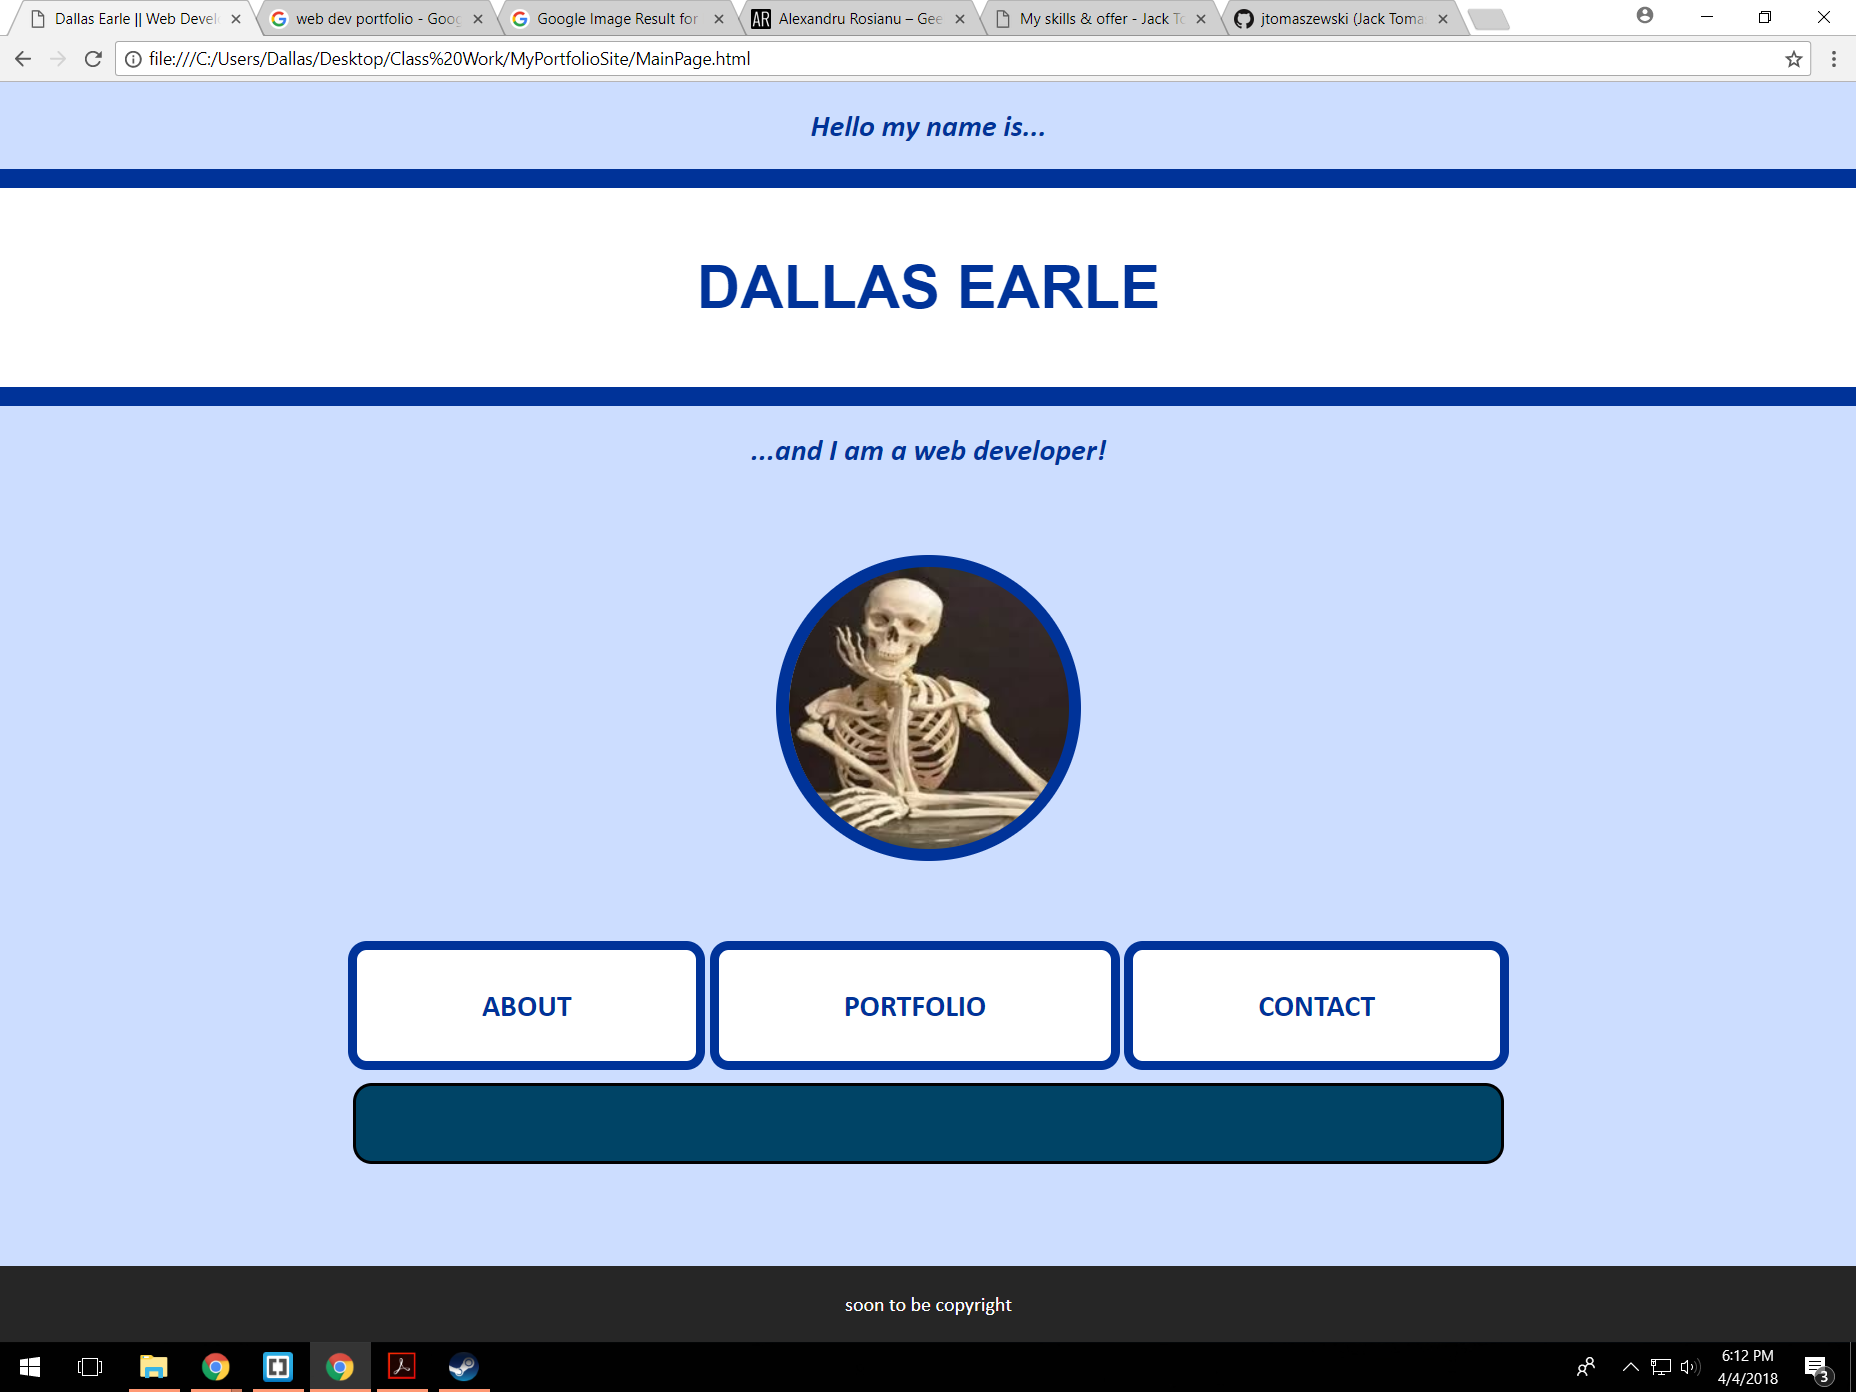 Dallas Earle || Web Devel
web dev portfolio - Goog
Google Image Result for
AR
Alexandru Rosianu – Gee
My skills & offer - Jack T
jtomaszewski (Jack Toma
file:///C:/Users/Dallas/Desktop/Class%20Work/MyPortfolioSite/MainPage.html
Hello my name is...
DALLAS EARLE
...and I am a web developer!
ABOUT
PORTFOLIO
CONTACT
soon to be copyright
6:12 PM
4/4/2018
3